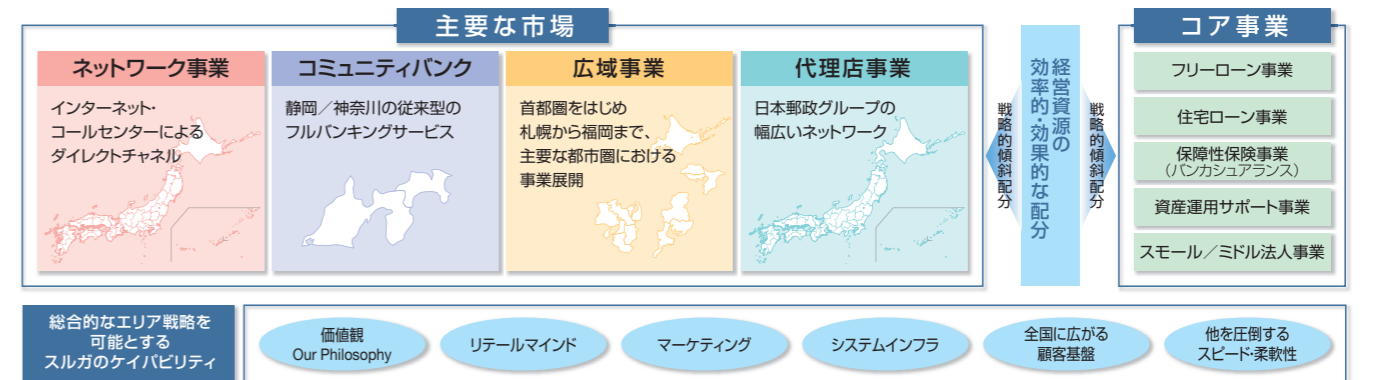 主要な市場
ネットワーク事業
インターネット・
コールセンターによる
ダイレクトチャネル
コミュニティバンク
静岡／神奈川の従来型の
フルバンキングサービス
広域事業
首都圏をはじめ
札幌から福岡まで、
主要な都市圏における
事業展開
代理店事業
日本郵政グループの
幅広いネットワーク
戦略的傾斜配分
経営資源の
効率的・効果的な配分
戦略的傾斜配分
コア事業
フリーローン事業
住宅ローン事業
保障性保険事業
（バンカシュアランス）
資産運用サポート事業
スモール／ミドル法人事業
総合的なエリア戦略を
可能とする
スルガのケイパビリティ
価値観
Our Philosophy
リテールマインド
マーケティング
システムインフラ
全国に広がる
顧客基盤
他を圧倒する
スピード・柔軟性